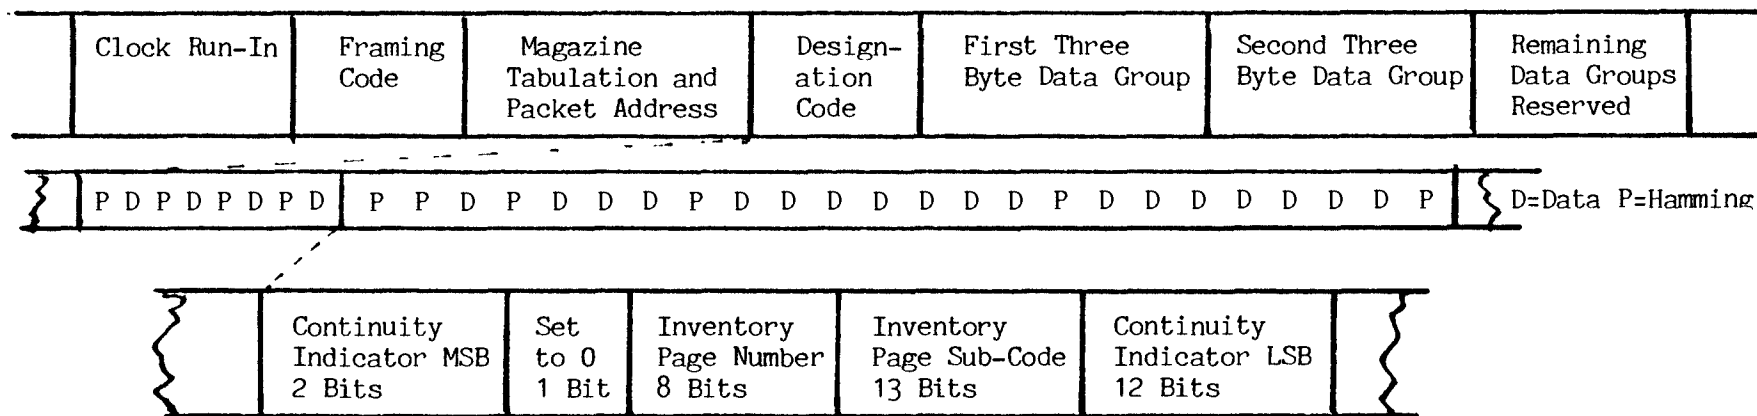 Clock Run-In
Framing
Code
Magazine
Tabulation and
Packet Address
Design-
ation
Code
First Three
Byte Data Group
Second Three
Byte Data Group
Remaining
Data Groups
Reserved
P D P D P D P D
P P D P D D D P D D D D D D D P D D D D D D D P
D=Data P=Hamming
Continuity
Indicator MSB
2 Bits
Set
to 0
1 Bit
Inventory
Page Number
8 Bits
Inventory
Page Sub-Code
13 Bits
Continuity
Indicator LSB
12 Bits